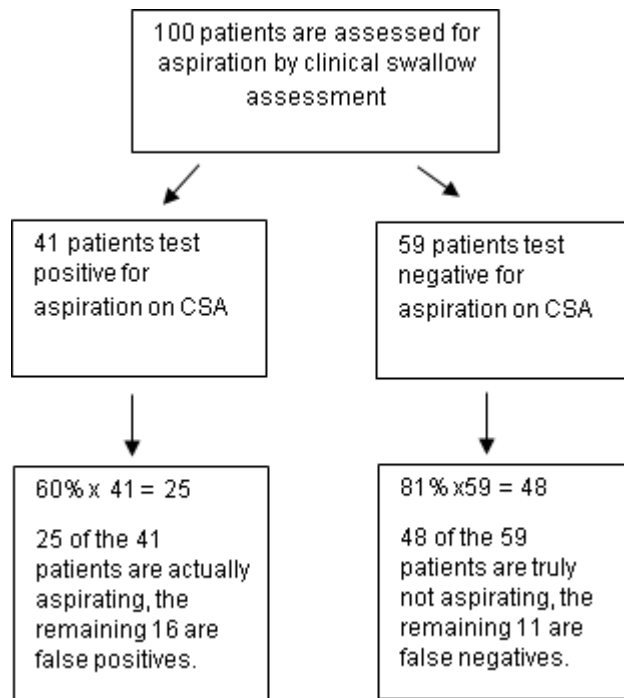 100 patients are assessed for
aspiration by clinical swallow
assessment
41 patients test
positive for
aspiration on CSA
59 patients test
negative for
aspiration on CSA
60% x 41 = 25
25 of the 41
patients are actually
aspirating, the
remaining 16 are
false positives.
81% x59 = 48
48 of the 59
patients are truly
not aspirating, the
remaining 11 are
false negatives.